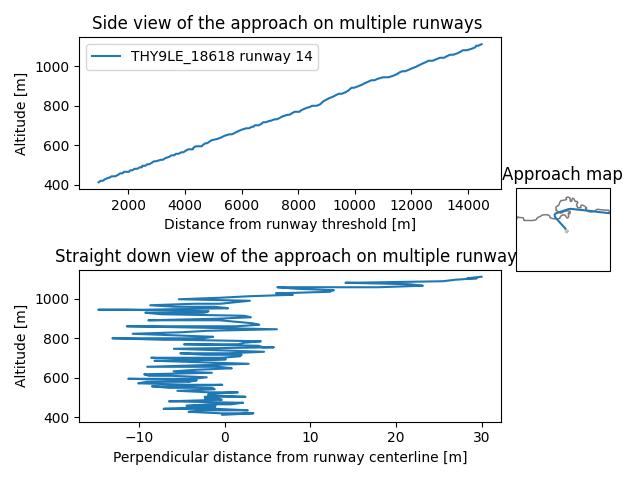 Side view of the approach on multiple runways
THY9LE_18618 runway 14
1000
800
600
400
Altitude [m]
2000 4000 6000 8000 10000 12000 14000
Distance from runway threshold [m]
Approach map
Straight down view of the approach on multiple runway
1000
800
600
400
Altitude [m]
−10 0 10 20 30
Perpendicular distance from runway centerline [m]